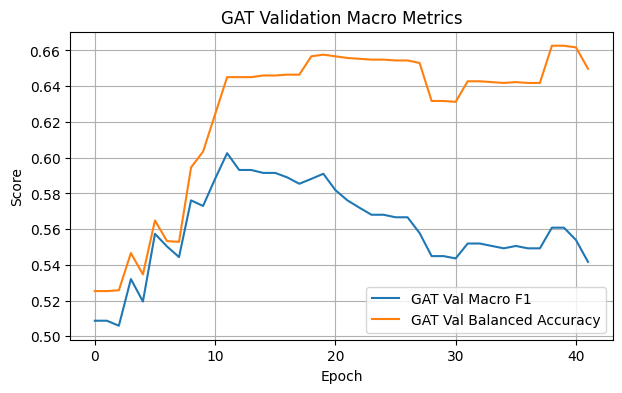 GAT Validation Macro Metrics
Score
0.66
0.64
0.62
0.60
0.58
0.56
0.54
0.52
0.50
GAT Val Macro F1
GAT Val Balanced Accuracy
0 10 20 30 40
Epoch